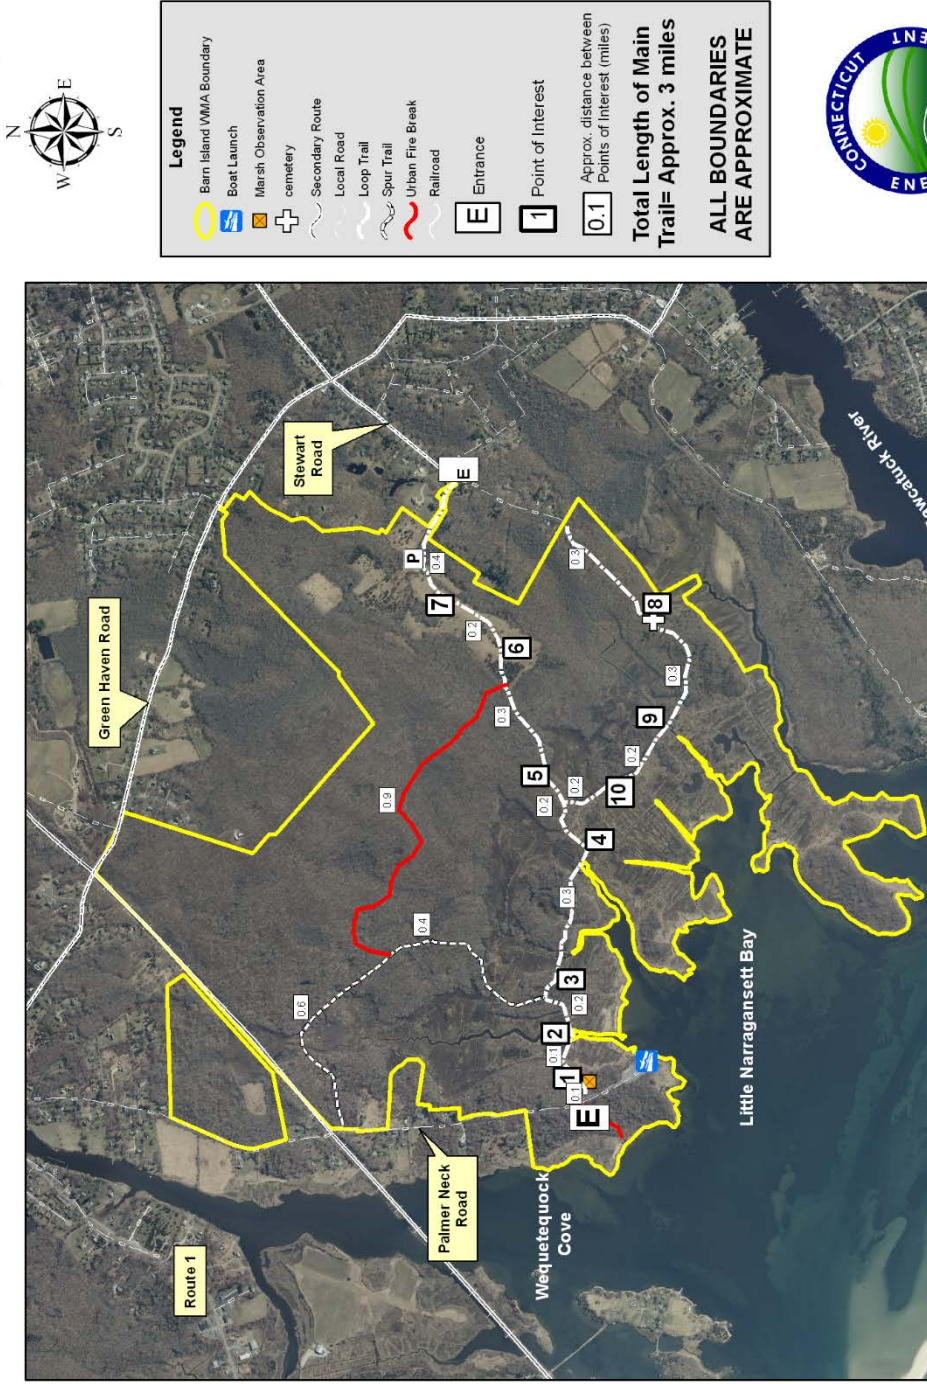 N
W
E
S
Legend
Barn Island WMA Boundary
Boat Launch
Marsh Observation Area
cemetery
Secondary Route
Local Road
Loop Trail
Spur Trail
Urban Fire Break
Railroad
E
Entrance
1
Point of Interest
0.1
Approx. distance between
Points of Interest (miles)
Total Length of Main
Trail= Approx. 3 miles
ALL BOUNDARIES
ARE APPROXIMATE
CONNECTICUT
Green Haven Road
Stewart
Road
Route 1
Palmer Neck
Road
Wequetequock
Cove
Little Narragansett Bay
awcatuck River
E
P
0.4
7
0.2
6
0.3
0.9
5
0.2
0.2
4
10
0.2
9
0.3
8
0.3
0.3
3
0.2
2
0.1
1
0.1
E
0.4
0.6